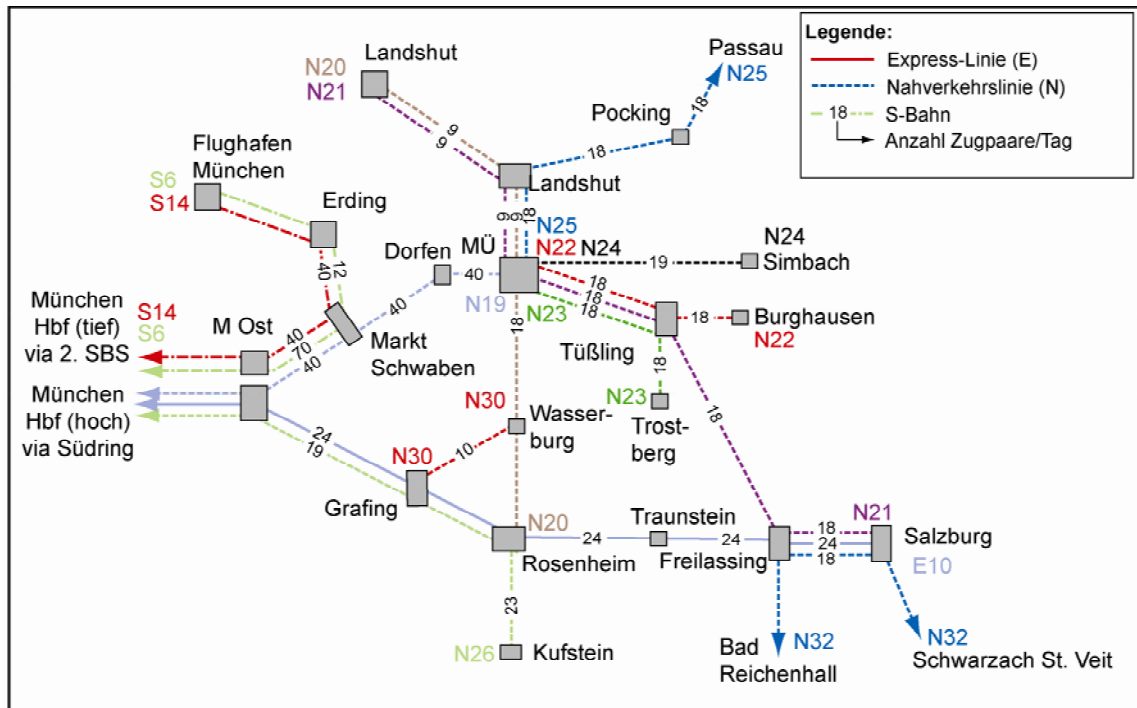 Legende:
Express-Linie (E)
Nahverkehrslinie (N)
S-Bahn
18
Anzahl Zugpaare/Tag
Passau
N25
18
Pocking
18
N20
N21
Landshut
9
9
Landshut
9
9
18
Flughafen
München
S6
S14
Erding
40
12
Dorfen
MÜ
N25
N22 N24
N24
Simbach
19
40
N19
N23
18
18
18
18
Burghausen
N22
Tüßling
München
Hbf (tief)
via 2. SBS
S14
S6
M Ost
40
70
40
40
Markt
Schwaben
18
18
N23
Trost-
berg
München
Hbf (hoch)
via Südring
N30
Wasser-
burg
18
24
19
N30
10
Grafing
N20
Rosenheim
24
Traunstein
24
Freilassing
18
24
18
N21
Salzburg
E10
23
N26
Kufstein
Bad
Reichenhall
N32
N32
Schwarzach St. Veit